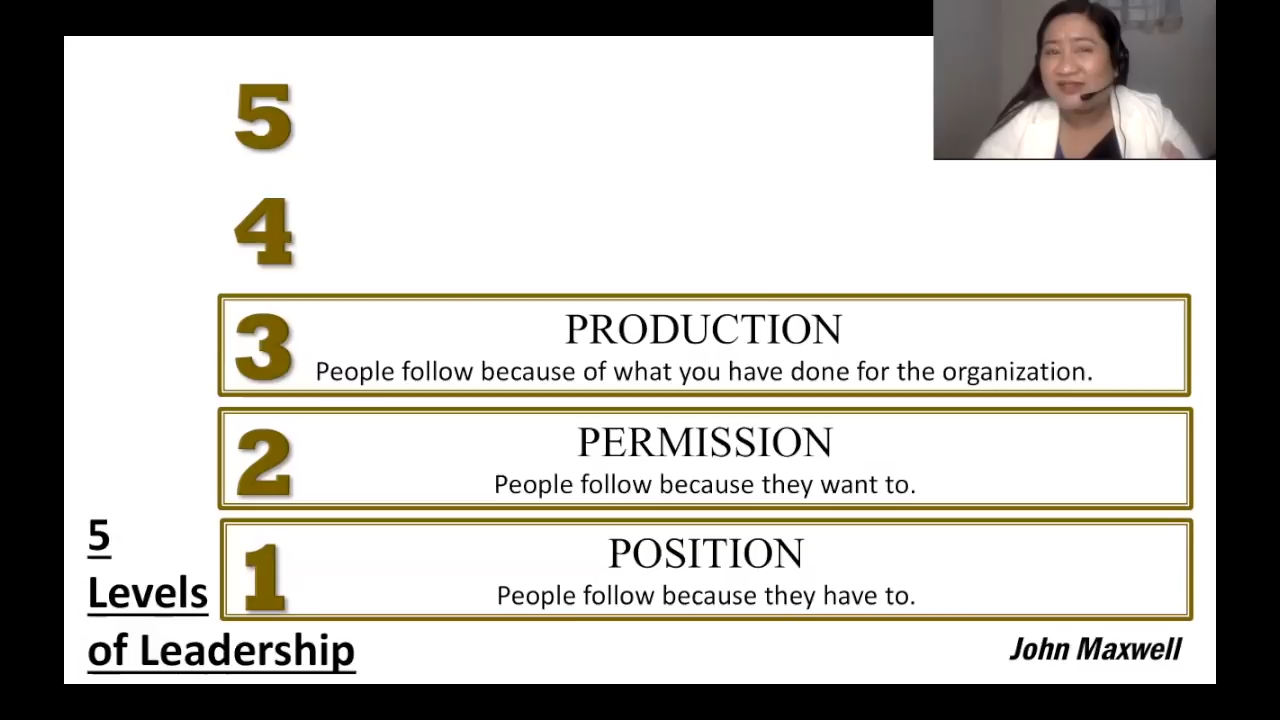 5
4
3
PRODUCTION
People follow because of what you have done for the organization.
2
PERMISSION
People follow because they want to.
1
POSITION
People follow because they have to.
5
Levels
of Leadership
John Maxwell